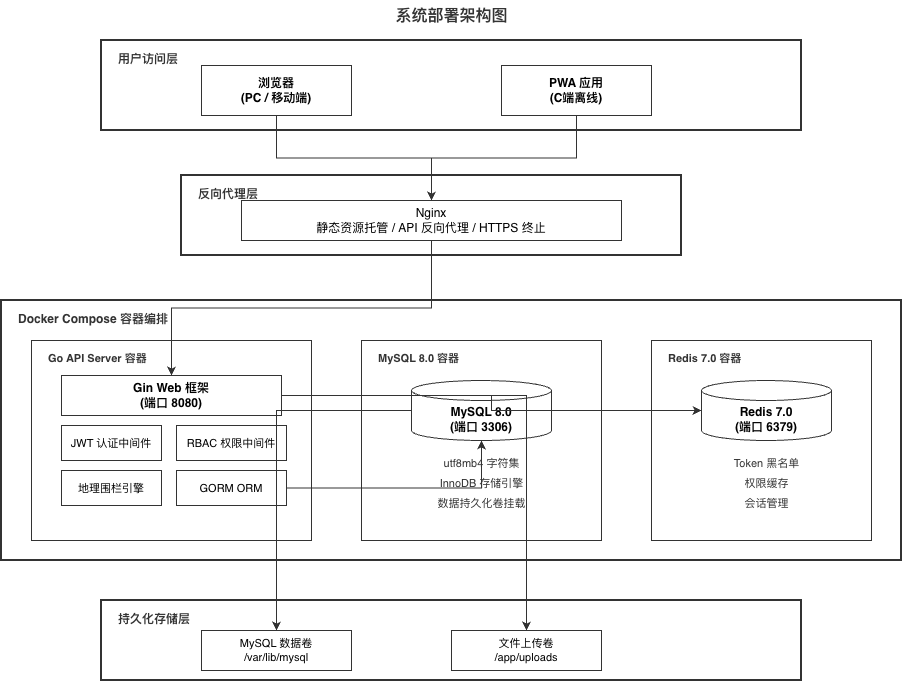 系统部署架构图
用户访问层
浏览器
(PC / 移动端)
PWA 应用
(C端离线)
反向代理层
Nginx
静态资源托管 / API 反向代理 / HTTPS 终止
Docker Compose 容器编排
Go API Server 容器
Gin Web 框架
(端口 8080)
JWT 认证中间件
RBAC 权限中间件
地理围栏引擎
GORM ORM
MySQL 8.0 容器
MySQL 8.0
(端口 3306)
utf8mb4 字符集
InnoDB 存储引擎
数据持久化卷挂载
Redis 7.0 容器
Redis 7.0
(端口 6379)
Token 黑名单
权限缓存
会话管理
持久化存储层
MySQL 数据卷
/var/lib/mysql
文件上传卷
/app/uploads